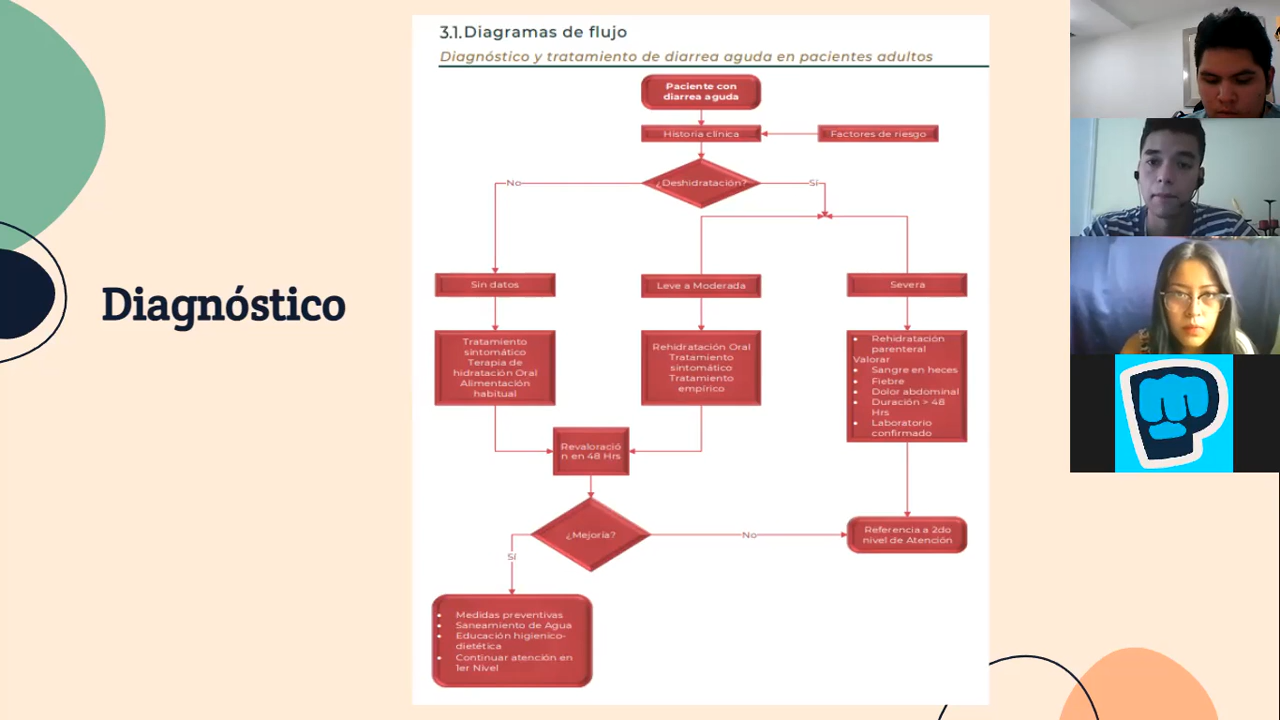 3.1. Diagramas de flujo
Diagnóstico y tratamiento de diarrea aguda en pacientes adultos
Paciente con
diarrea aguda
Historia clínica
Factores de riesgo
¿Deshidratación?
No
Sí
Sin datos
Leve a Moderada
Severa
Diagnóstico
Tratamiento
sintomático
Terapia de
hidratación Oral
Alimentación
habitual
Rehidratación Oral
Tratamiento
sintomático
Tratamiento
empírico
• Rehidratación
parenteral
Valorar
• Sangre en heces
• Fiebre
• Dolor abdominal
• Duración > 48
Hrs
• Laboratorio
confirmado
Revaloració
n en 48 Hrs
¿Mejoría?
No
Sí
Referencia a 2do
nivel de Atención
• Medidas preventivas
• Saneamiento de Agua
• Educación higienico-
dietética
• Continuar atención en
1er Nivel